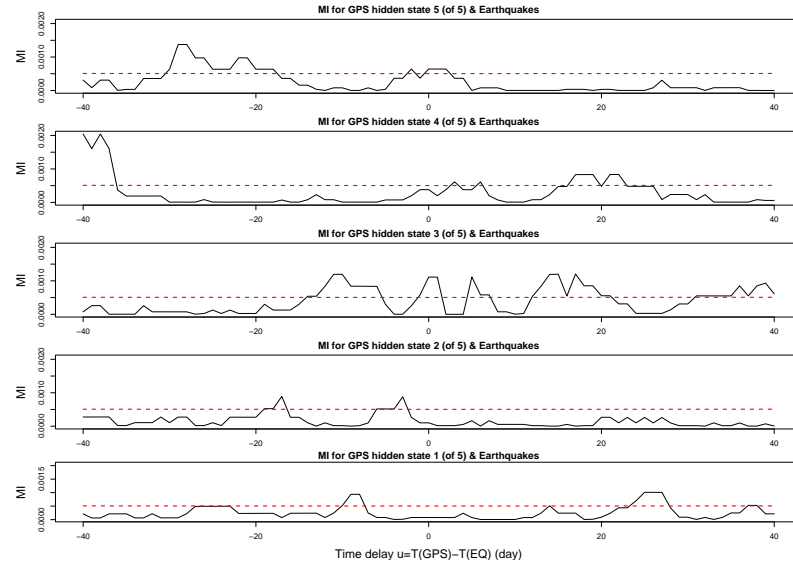 MI for GPS hidden state 5 (of 5) & Earthquakes
MI
0.0000 0.0010 0.0020
−40 −20 0 20 40
MI for GPS hidden state 4 (of 5) & Earthquakes
MI
0.0000 0.0010 0.0020
−40 −20 0 20 40
MI for GPS hidden state 3 (of 5) & Earthquakes
MI
0.0000 0.0010 0.0020
−40 −20 0 20 40
MI for GPS hidden state 2 (of 5) & Earthquakes
MI
0.0000 0.0010 0.0020
−40 −20 0 20 40
MI for GPS hidden state 1 (of 5) & Earthquakes
MI
0.0000 0.0015
−40 −20 0 20 40
Time delay u=T(GPS)−T(EQ) (day)